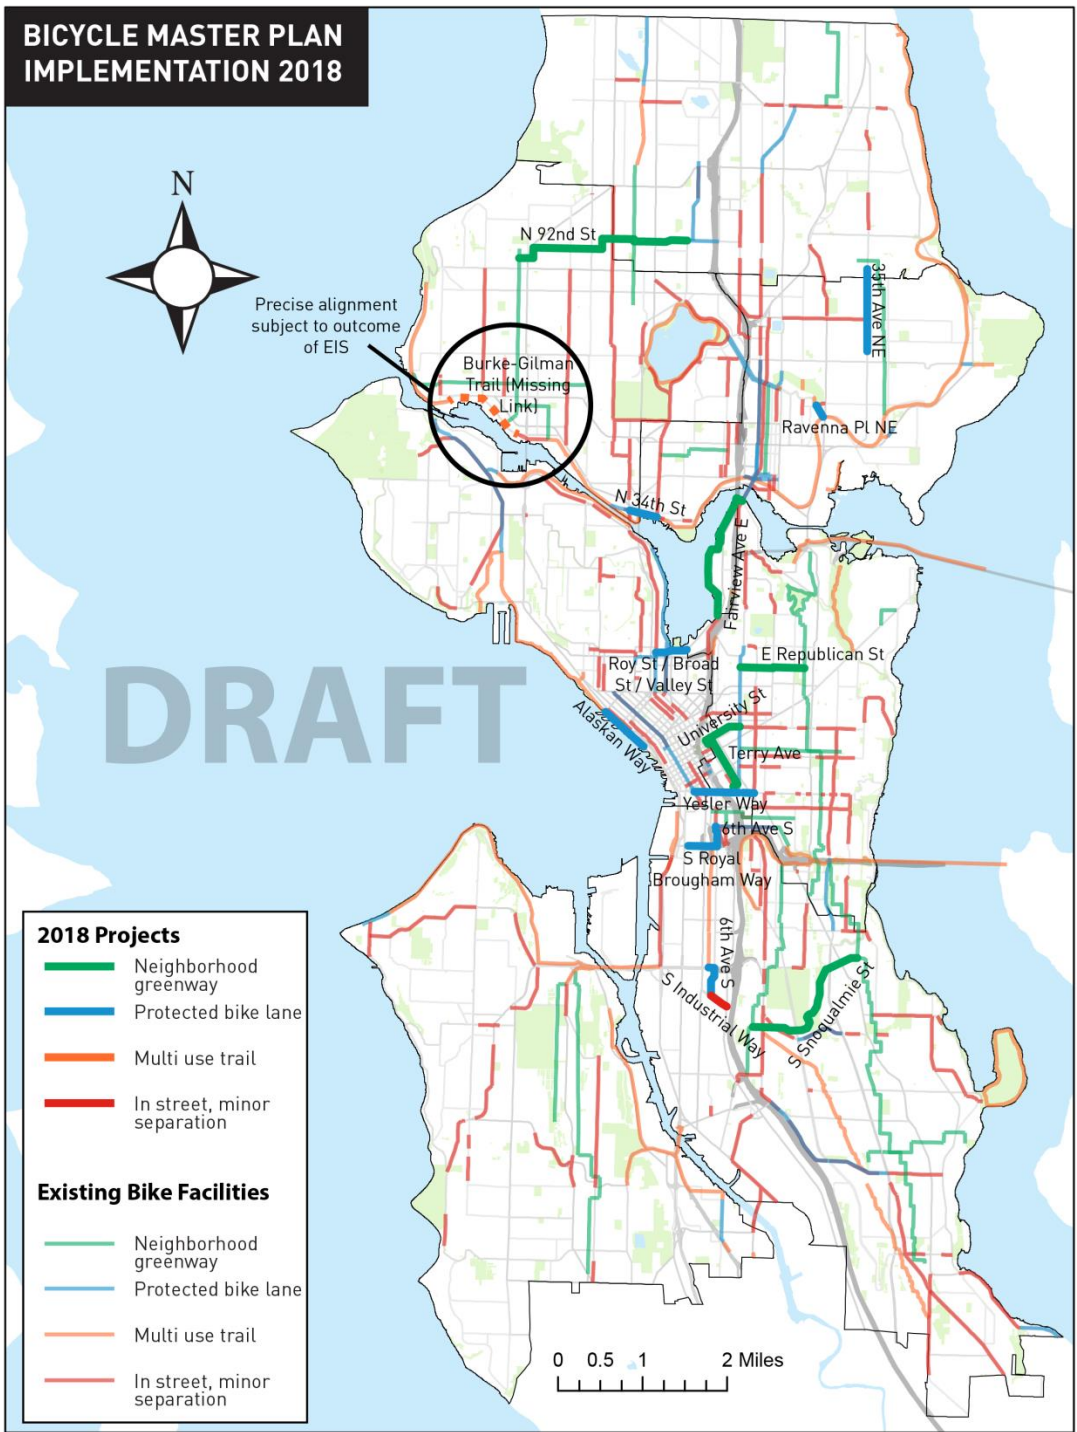 BICYCLE MASTER PLAN
IMPLEMENTATION 2018
N
N 92nd St
35th Ave NE
Precise alignment
subject to outcome
of EIS
Burke-Gilman
Trail (Missing
Link)
Ravenna Pl NE
N 34th St
Fairview Ave E
DRAFT
Roy St / Broad
St / Valley St
E Republican St
Alaskan Way
University St
Terry Ave
Yesler Way
6th Ave S
S Royal
Brougham Way
6th Ave S
S Industrial Way
S Snoqualmie St
2018 Projects
Neighborhood
greenway
Protected bike lane
Multi use trail
In street, minor
separation
Existing Bike Facilities
Neighborhood
greenway
Protected bike lane
Multi use trail
In street, minor
separation
0 0.5 1 2 Miles